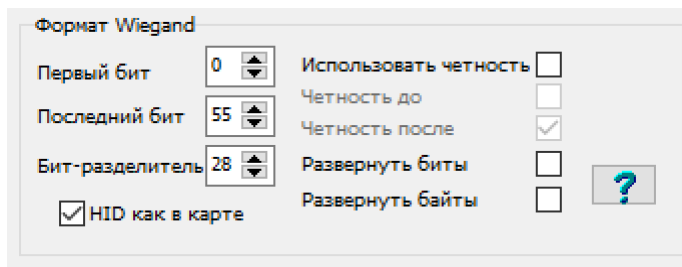 Формат Wiegand
Первый бит 0
Последний бит 55
Бит-разделитель 28
HID как в карте
Использовать четность
Четность до
Четность после
Развернуть биты
Развернуть байты
?